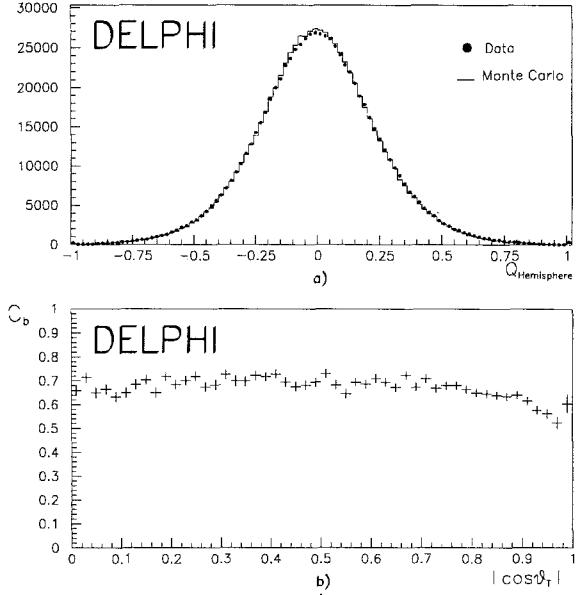 30000
DELPHI
25000
● Data
— Monte Carlo
20000
15000
10000
5000
0
-1 -0.75 -0.5 -0.25 0 0.25 0.5 0.75 1
a) Q Hemisphere
C b
1
DELPHI
0.9
0.8
0.7
0.6
0.5
0.4
0.3
0.2
0.1
0
0 0.1 0.2 0.3 0.4 0.5 0.6 0.7 0.8 0.9 1
b) |cosϑT|